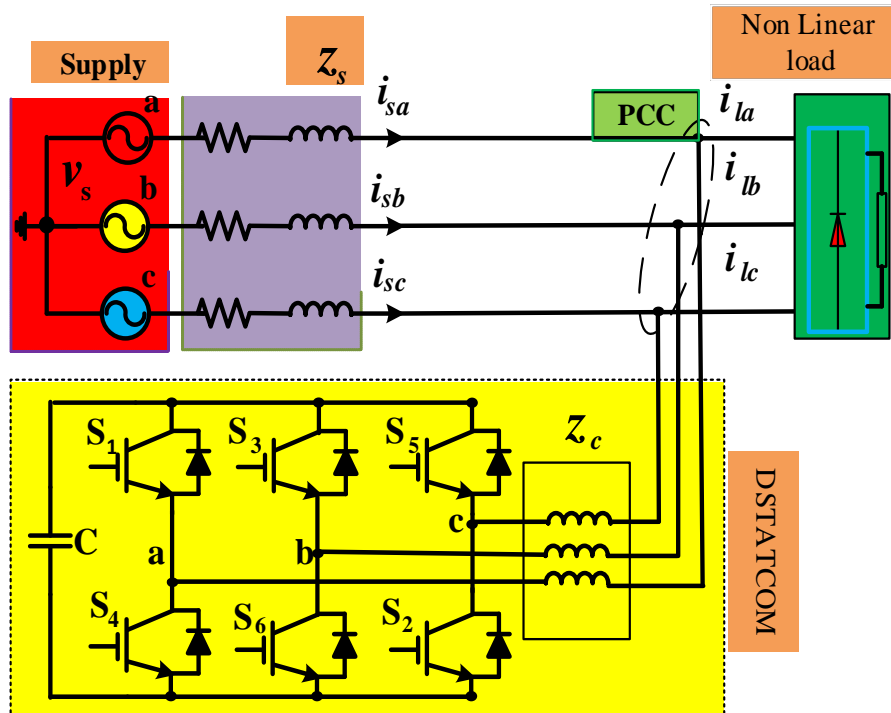 Supply
z_s
Non Linear
load
PCC
a
b
c
v_s
i_sa
i_sb
i_sc
i_la
i_lb
i_lc
S_1
S_3
S_5
z_c
C
a
b
c
S_4
S_6
S_2
DSTATCOM